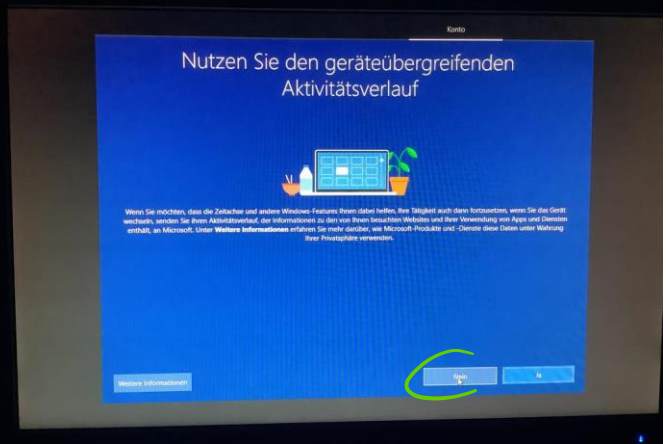 Konto
Nutzen Sie den geräteübergreifenden
Aktivitätsverlauf
Wenn Sie möchten, dass die Zeitachse und andere Windows-Features Ihnen dabei helfen, Ihre Tätigkeit auch dann fortzusetzen, wenn Sie das Gerät
wechseln, senden Sie Ihren Aktivitätsverlauf, der Informationen zu den von Ihnen besuchten Websites und Ihrer Verwendung von Apps und Diensten
enthält, an Microsoft. Unter Weitere Informationen erfahren Sie mehr darüber, wie Microsoft-Produkte und -Dienste diese Daten unter Wahrung
Ihrer Privatsphäre verwenden.
Weitere Informationen
Nein
Ja